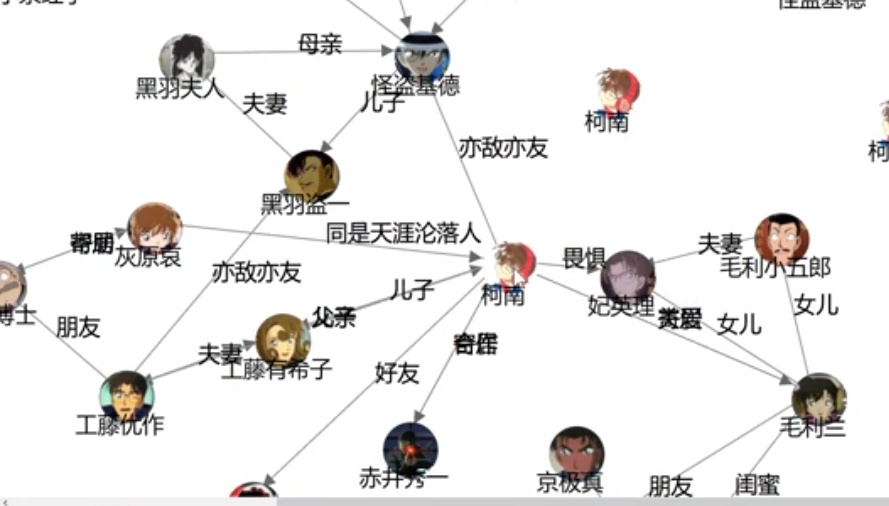 怪盗基德
母亲
黑羽夫人
怪盗基德
夫妻
儿子
柯南
亦敌亦友
柯
黑羽盗一
同是天涯沦落人
灰原哀
畏惧
夫妻
毛利小五郎
亦敌亦友
儿子
柯南
妃英理
女儿
博士
朋友
女儿
夫妻
工藤有希子
好友
工藤优作
毛利兰
赤井秀一
京极真
朋友
闺蜜